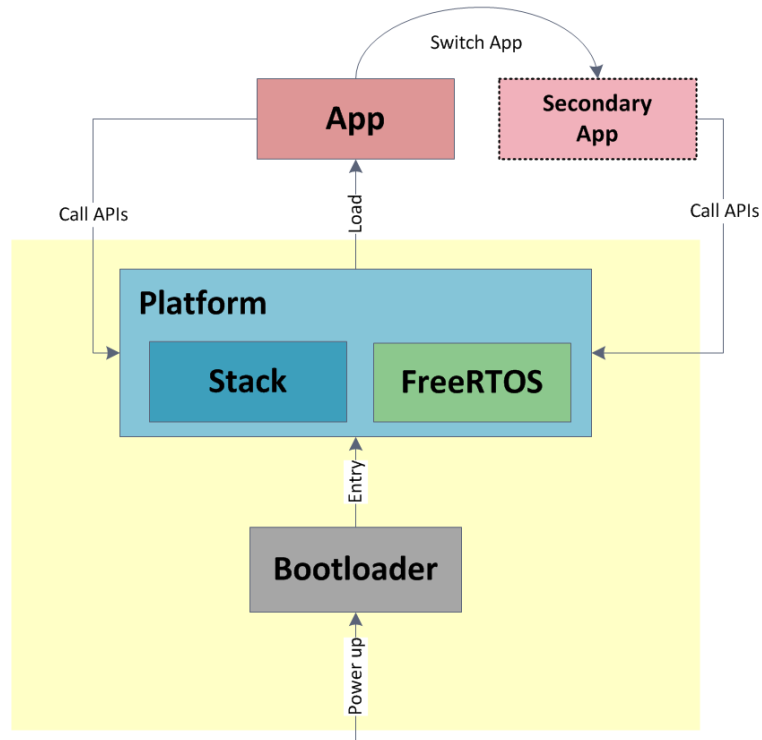 Switch App
App
Secondary
App
Call APIs
Load
Call APIs
Platform
Stack
FreeRTOS
Entry
Bootloader
Power up